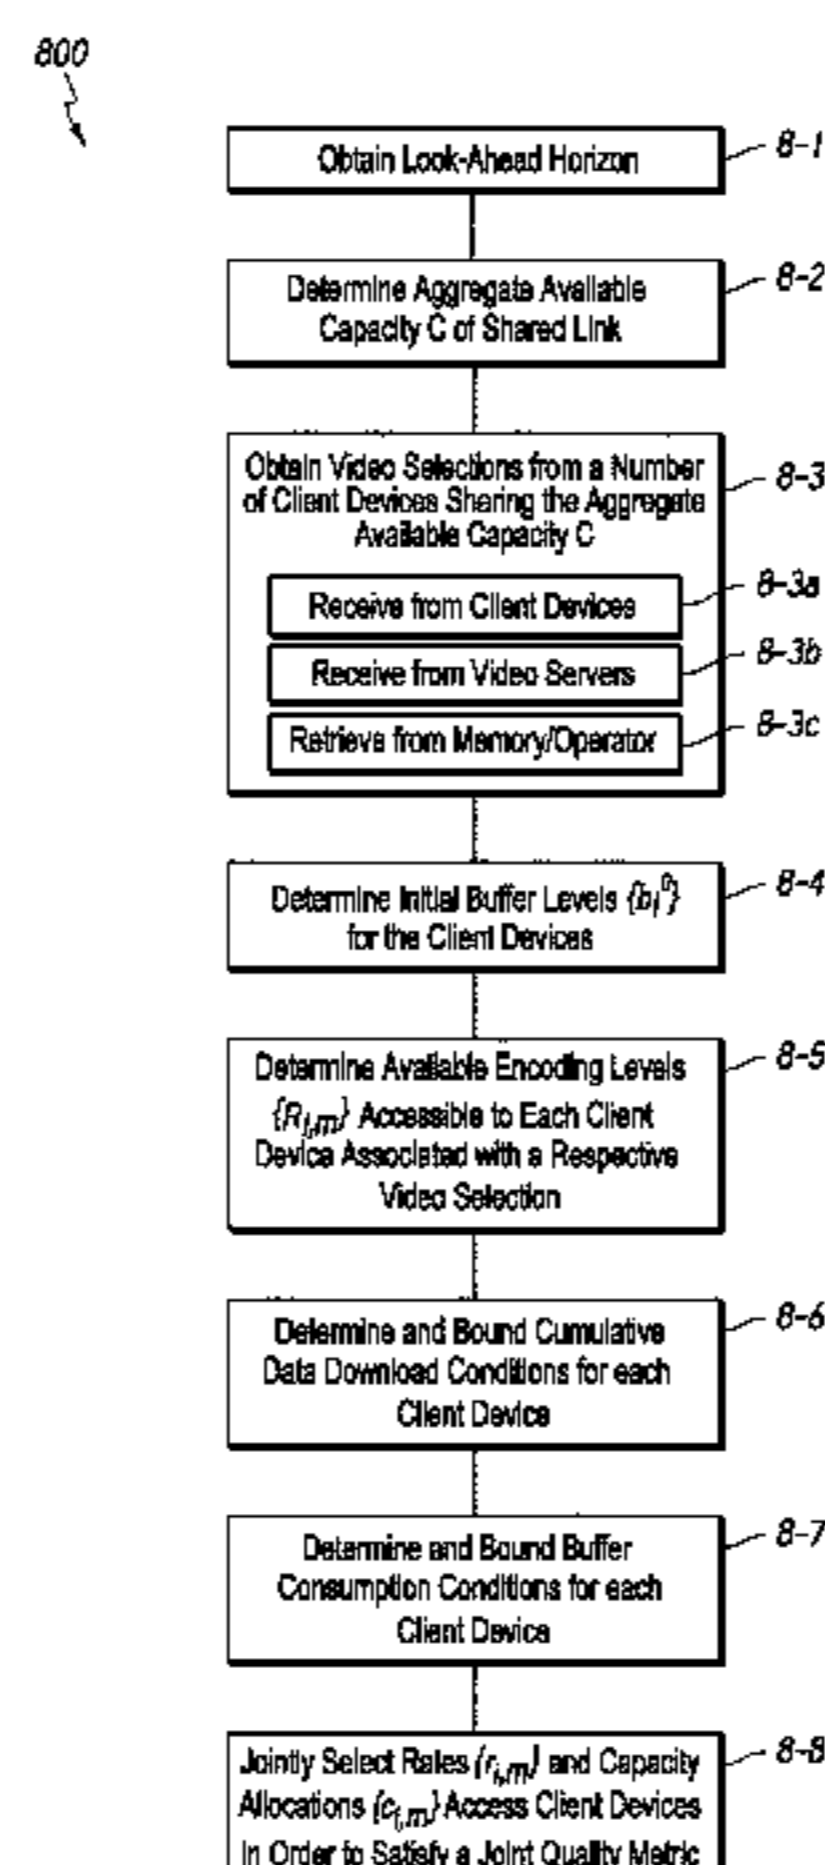 800
Obtain Look-Ahead Horizon
8-1
Determine Aggregate Available
Capacity C of Shared Link
8-2
Obtain Video Selections from a Number
of Client Devices Sharing the Aggregate
Available Capacity C
8-3
Receive from Client Devices
8-3a
Receive from Video Servers
8-3b
Retrieve from Memory/Operator
8-3c
Determine Initial Buffer Levels {b_i^0}
for the Client Devices
8-4
Determine Available Encoding Levels
{R_i,m} Accessible to Each Client
Device Associated with a Respective
Video Selection
8-5
Determine and Bound Cumulative
Data Download Conditions for each
Client Device
8-6
Determine and Bound Buffer
Consumption Conditions for each
Client Device
8-7
Jointly Select Rates {r_i,m} and Capacity
Allocations {c_i,m} Access Client Devices
in Order to Satisfy a Joint Quality Metric
8-8